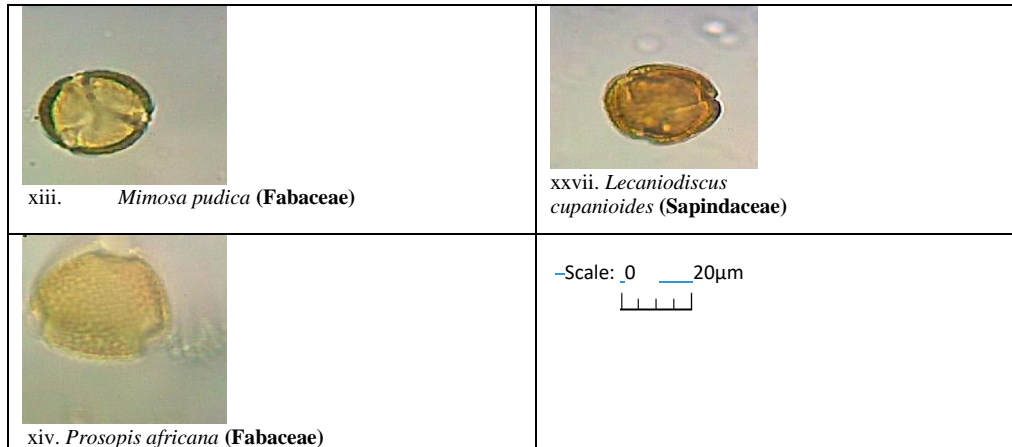 xiii. Mimosa pudica (Fabaceae)
xxvii. Lecaniodiscus
cupanioides (Sapindaceae)
xiv. Prosopis africana (Fabaceae)
Scale: 0 20µm